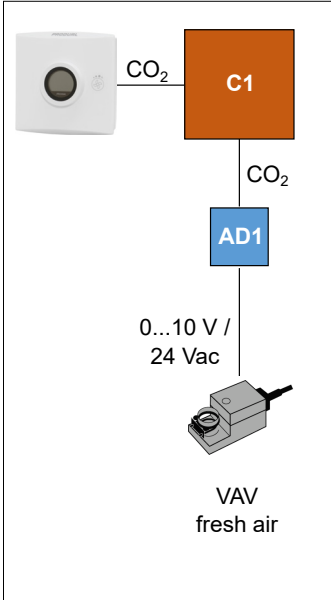 CO₂
C1
CO₂
AD1
0...10 V /
24 Vac
VAV
fresh air